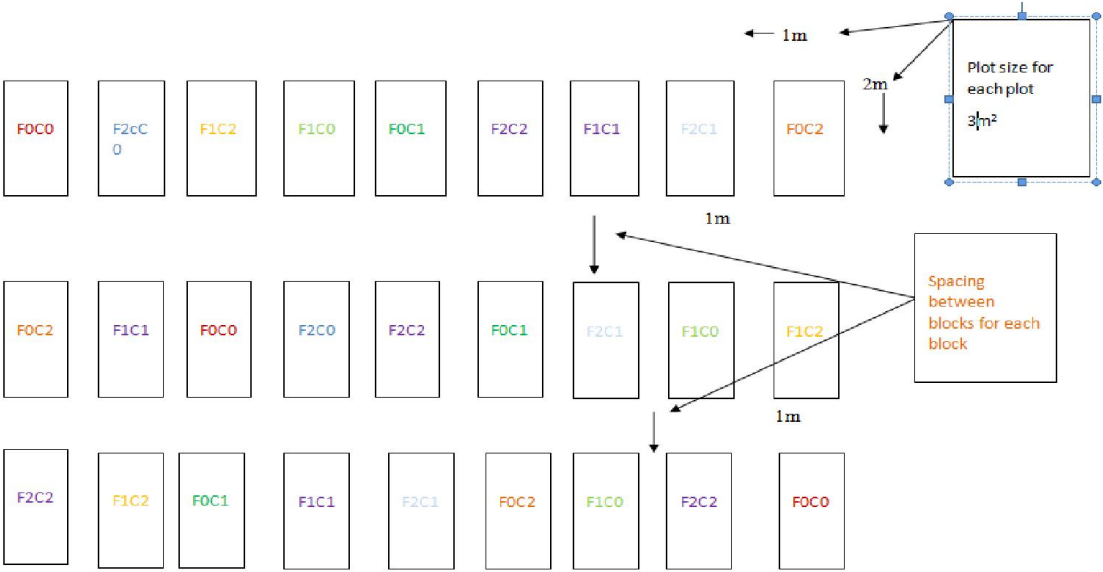 1m
Plot size for
each plot
3m²
2m
F0C0
F2cC
0
F1C2
F1C0
F0C1
F2C2
F1C1
F2C1
F0C2
1m
Spacing
between
blocks for each
block
F0C2
F1C1
F0C0
F2C0
F2C2
F0C1
F2C1
F1C0
F1C2
1m
F2C2
F1C2
F0C1
F1C1
F2C1
F0C2
F1C0
F2C2
F0C0